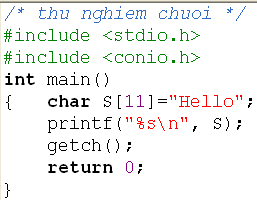 /* thu nghiem chuoi */
#include <stdio.h>
#include <conio.h>
int main()
{   char S[11]="Hello";
    printf("%s\n", S);
    getch();
    return 0;
}